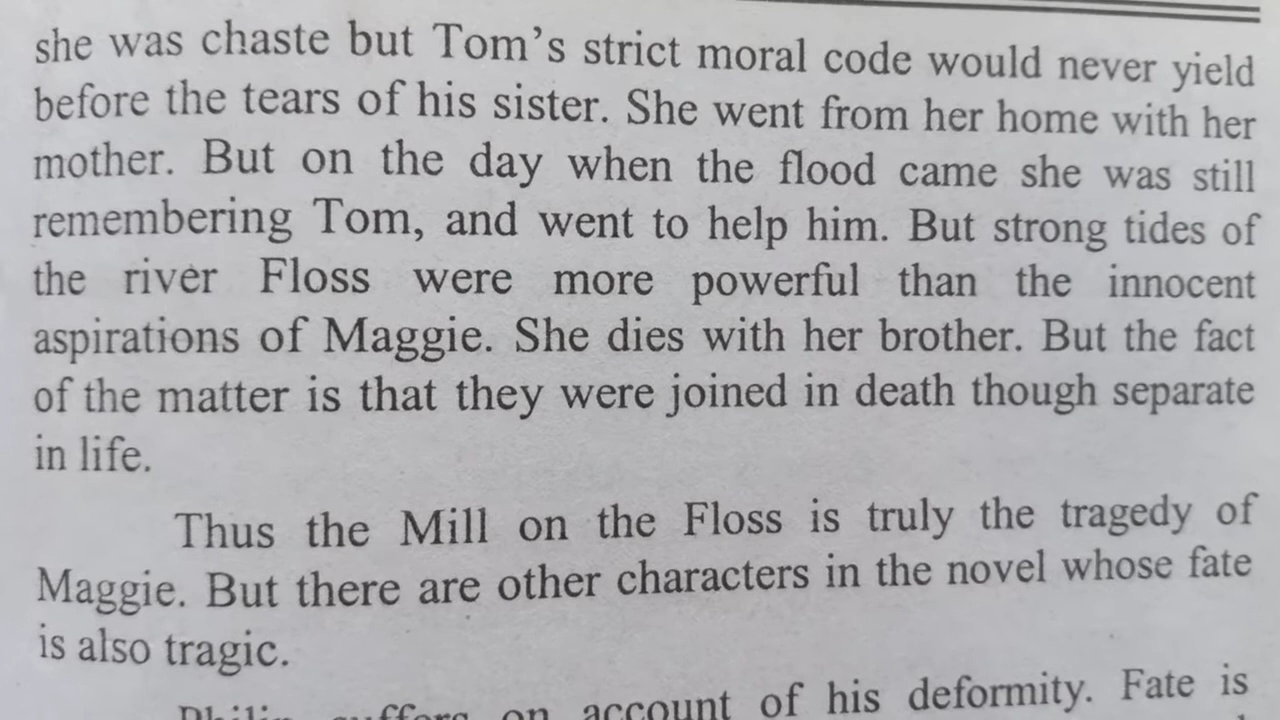 she was chaste but Tom's strict moral code would never yield
before the tears of his sister. She went from her home with her
mother. But on the day when the flood came she was still
remembering Tom, and went to help him. But strong tides of
the river Floss were more powerful than the innocent
aspirations of Maggie. She dies with her brother. But the fact
of the matter is that they were joined in death though separate
in life.
Thus the Mill on the Floss is truly the tragedy of
Maggie. But there are other characters in the novel whose fate
is also tragic.
Philip suffers on account of his deformity. Fate is